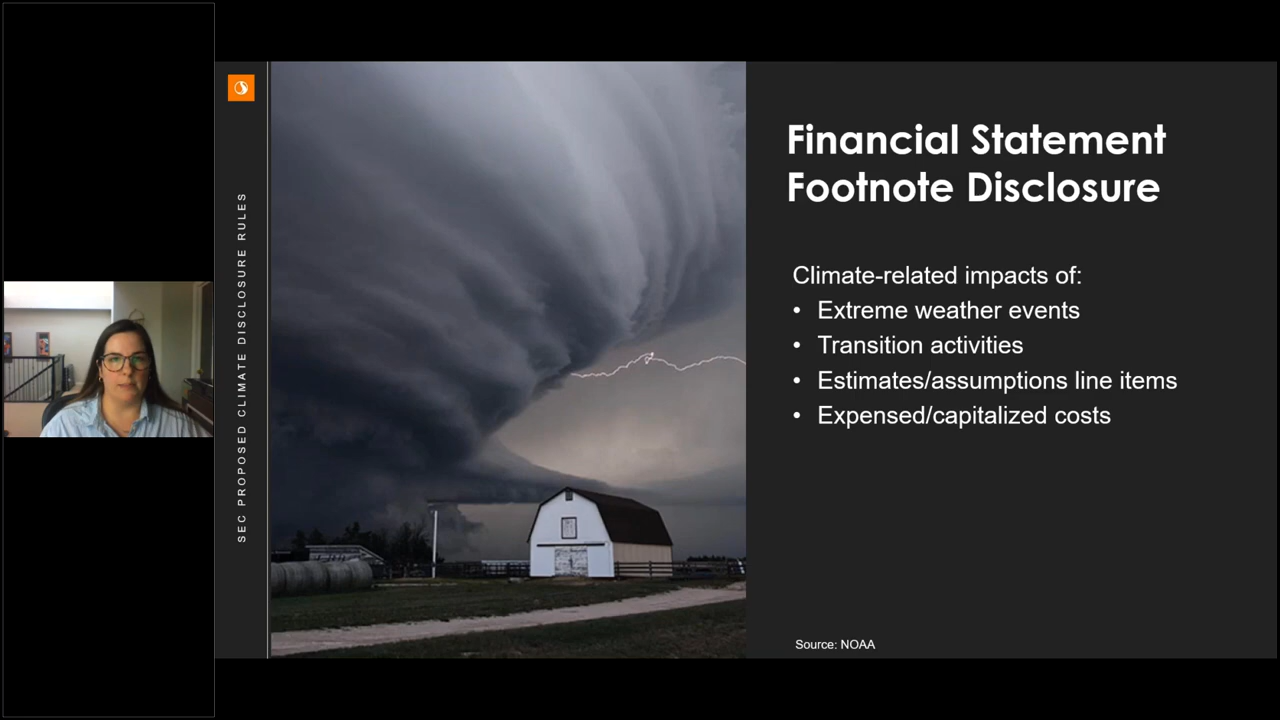 SEC PROPOSED CLIMATE DISCLOSURE RULES
Financial Statement
Footnote Disclosure
Climate-related impacts of:
• Extreme weather events
• Transition activities
• Estimates/assumptions line items
• Expensed/capitalized costs
Source: NOAA